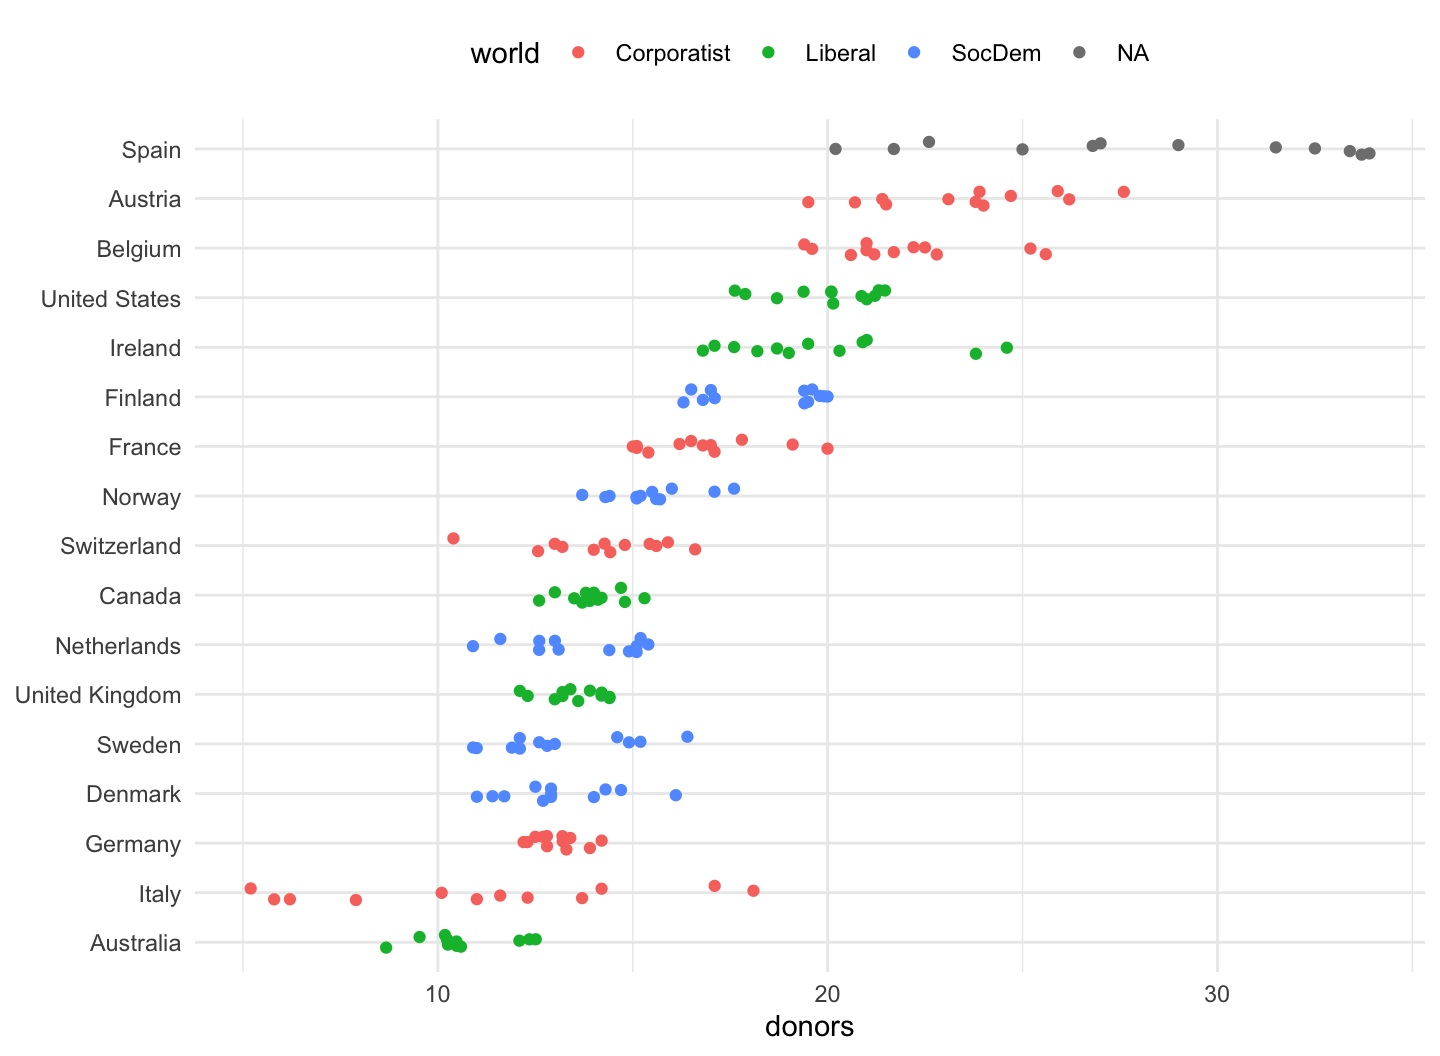 world Corporatist Liberal SocDem NA
Spain
Austria
Belgium
United States
Ireland
Finland
France
Norway
Switzerland
Canada
Netherlands
United Kingdom
Sweden
Denmark
Germany
Italy
Australia
10 20 30
donors